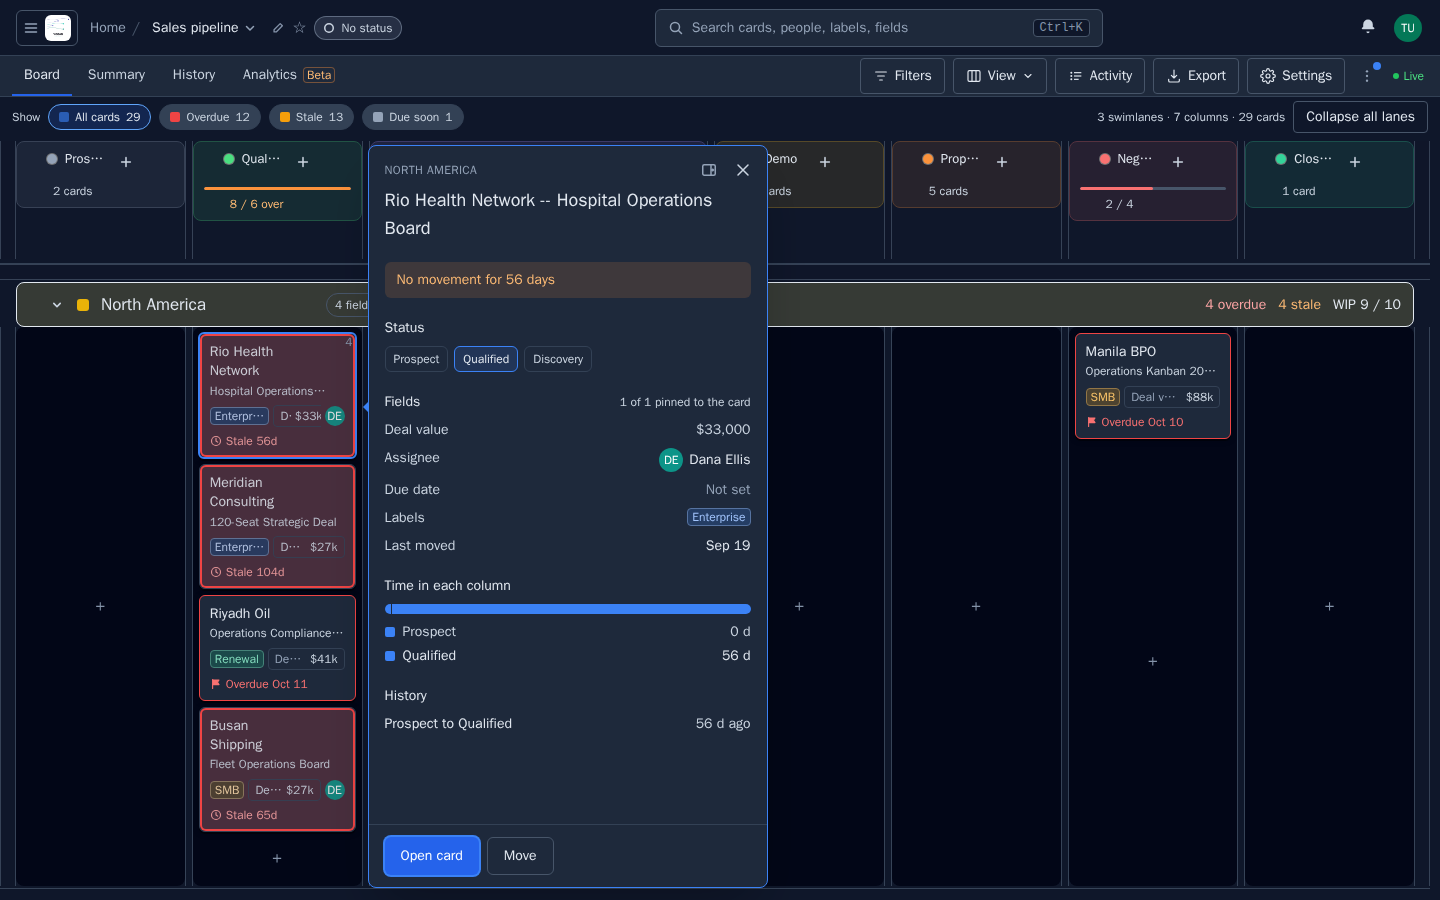 Home / Sales pipeline
No status
Search cards, people, labels, fields
Ctrl+K
TU
Board
Summary
History
Analytics
Beta
Filters
View
Activity
Export
Settings
Live
Show
All cards 29
Overdue 12
Stale 13
Due soon 1
3 swimlanes · 7 columns · 29 cards
Collapse all lanes
Pros···
+
2 cards
Qual···
+
8 / 6 over
Demo
+
ards
Prop···
+
5 cards
Neg···
+
2 / 4
Clos···
+
1 card
North America
4 field
4 overdue
4 stale
WIP 9 / 10
4
Rio Health
Network
Hospital Operations···
Enterpr···
D· $33k
DE
Stale 56d
Meridian
Consulting
120-Seat Strategic Deal
Enterpr···
D··· $27k
Stale 104d
Riyadh Oil
Operations Compliance···
Renewal
De··· $41k
Overdue Oct 11
Busan
Shipping
Fleet Operations Board
SMB
De··· $27k
DE
Stale 65d
+
+
NORTH AMERICA
Rio Health Network -- Hospital Operations
Board
No movement for 56 days
Status
Prospect
Qualified
Discovery
Fields
1 of 1 pinned to the card
Deal value
$33,000
Assignee
DE Dana Ellis
Due date
Not set
Labels
Enterprise
Last moved
Sep 19
Time in each column
Prospect
0 d
Qualified
56 d
History
Prospect to Qualified
56 d ago
Open card
Move
+
+
Manila BPO
Operations Kanban 20···
SMB
Deal v··· $88k
Overdue Oct 10
+
+